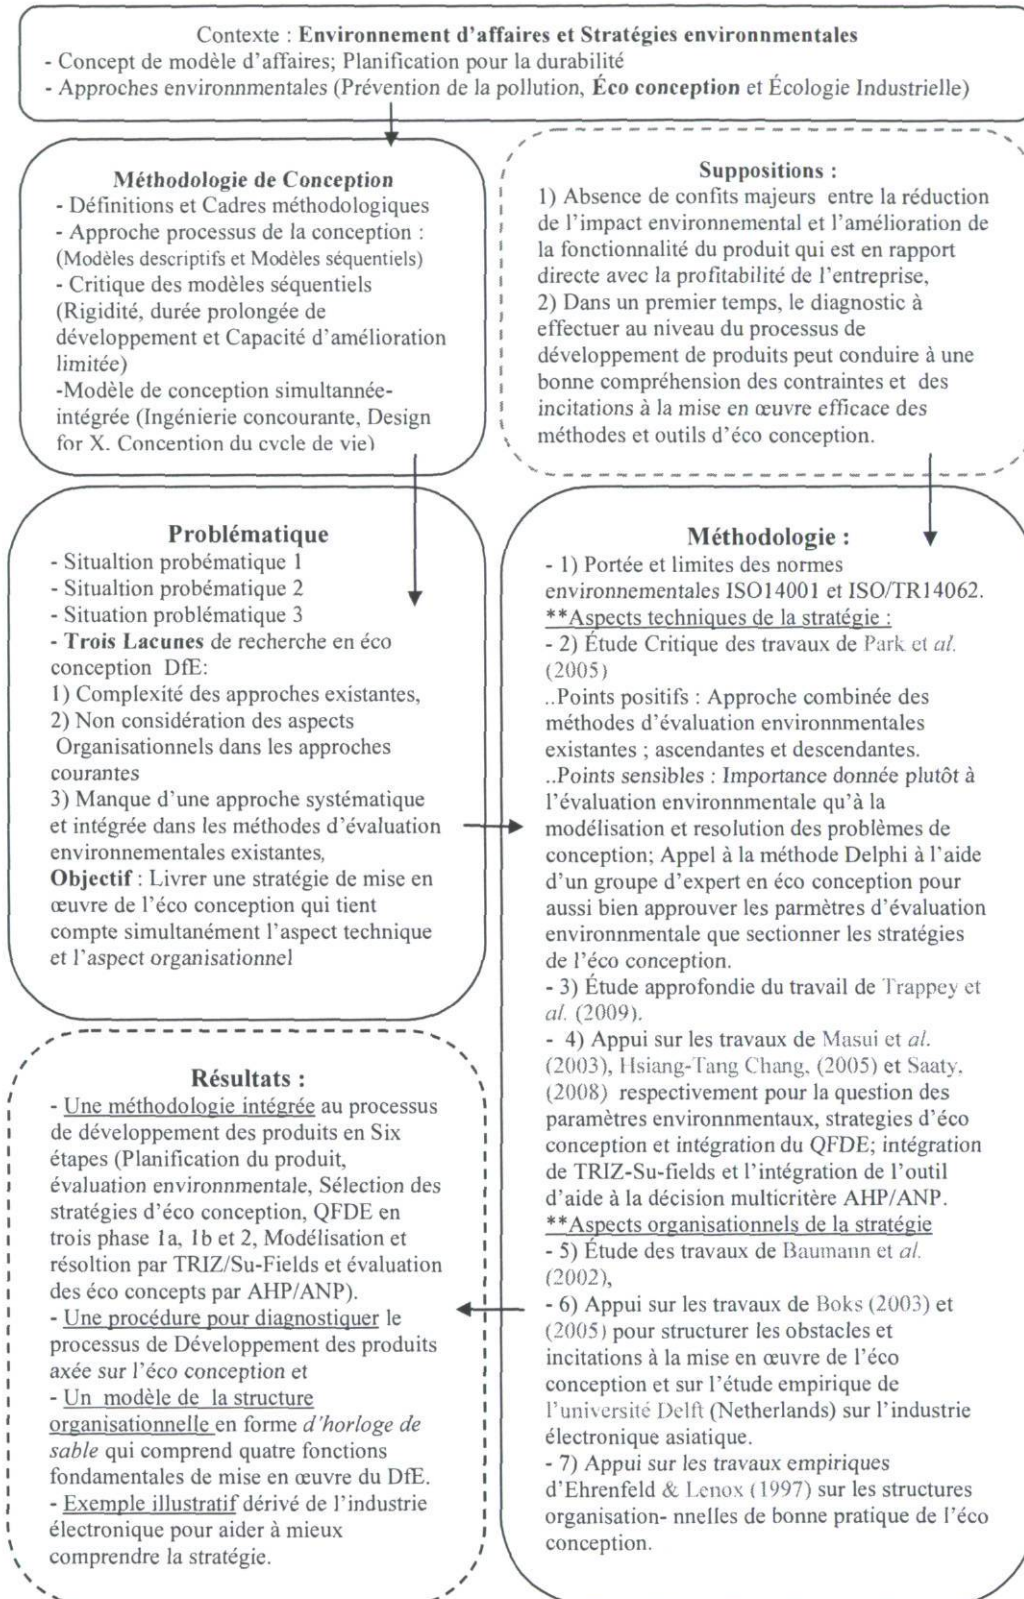 Contexte : Environnement d'affaires et Stratégies environnmentales
- Concept de modèle d'affaires; Planification pour la durabilité
- Approches environnmentales (Prévention de la pollution, Éco conception et Écologie Industrielle)
Méthodologie de Conception
- Définitions et Cadres méthodologiques
- Approche processus de la conception :
(Modèles descriptifs et Modèles séquentiels)
- Critique des modèles séquentiels
(Rigidité, durée prolongée de
développement et Capacité d'amélioration
limitée)
-Modèle de conception simultannée-
intégrée (Ingénierie concourante, Design
for X. Conception du cycle de vie)
Suppositions :
1) Absence de confits majeurs entre la réduction
de l'impact environnemental et l'amélioration de
la fonctionnalité du produit qui est en rapport
directe avec la profitabilité de l'entreprise,
2) Dans un premier temps, le diagnostic à
effectuer au niveau du processus de
développement de produits peut conduire à une
bonne compréhension des contraintes et des
incitations à la mise en œuvre efficace des
méthodes et outils d'éco conception.
Problématique
- Situaltion probématique 1
- Situaltion probématique 2
- Situation problématique 3
- Trois Lacunes de recherche en éco
conception DfE:
1) Complexité des approches existantes,
2) Non considération des aspects
Organisationnels dans les approches
courantes
3) Manque d'une approche systématique
et intégrée dans les méthodes d'évaluation
environnementales existantes,
Objectif : Livrer une stratégie de mise en
œuvre de l'éco conception qui tient
compte simultanément l'aspect technique
et l'aspect organisationnel
Méthodologie :
- 1) Portée et limites des normes
environnementales ISO14001 et ISO/TR14062.
**Aspects techniques de la stratégie :
- 2) Étude Critique des travaux de Park et al.
(2005)
..Points positifs : Approche combinée des
méthodes d'évaluation environnmentales
existantes ; ascendantes et descendantes.
..Points sensibles : Importance donnée plutôt à
l'évaluation environnmentale qu'à la
modélisation et resolution des problèmes de
conception; Appel à la méthode Delphi à l'aide
d'un groupe d'expert en éco conception pour
aussi bien approuver les parmètres d'évaluation
environnmentale que sectionner les stratégies
de l'éco conception.
- 3) Étude approfondie du travail de Trappey et
al. (2009).
- 4) Appui sur les travaux de Masui et al.
(2003), Hsiang-Tang Chang, (2005) et Saaty,
(2008) respectivement pour la question des
paramètres environnmentaux, strategies d'éco
conception et intégration du QFDE; intégration
de TRIZ-Su-fields et l'intégration de l'outil
d'aide à la décision multicritère AHP/ANP.
**Aspects organisationnels de la stratégie
- 5) Étude des travaux de Baumann et al.
(2002),
- 6) Appui sur les travaux de Boks (2003) et
(2005) pour structurer les obstacles et
incitations à la mise en œuvre de l'éco
conception et sur l'étude empirique de
l'université Delft (Netherlands) sur l'industrie
électronique asiatique.
- 7) Appui sur les travaux empiriques
d'Ehrenfeld & Lenox (1997) sur les structures
organisation- nnelles de bonne pratique de l'éco
conception.
Résultats :
- Une méthodologie intégrée au processus
de développement des produits en Six
étapes (Planification du produit,
évaluation environnmentale, Sélection des
stratégies d'éco conception, QFDE en
trois phase 1a, 1b et 2, Modélisation et
résoltion par TRIZ/Su-Fields et évaluation
des éco concepts par AHP/ANP).
- Une procédure pour diagnostiquer le
processus de Développement des produits
axée sur l'éco conception et
- Un modèle de la structure
organisationnelle en forme d'horloge de
sable qui comprend quatre fonctions
fondamentales de mise en œuvre du DfE.
- Exemple illustratif dérivé de l'industrie
électronique pour aider à mieux
comprendre la stratégie.